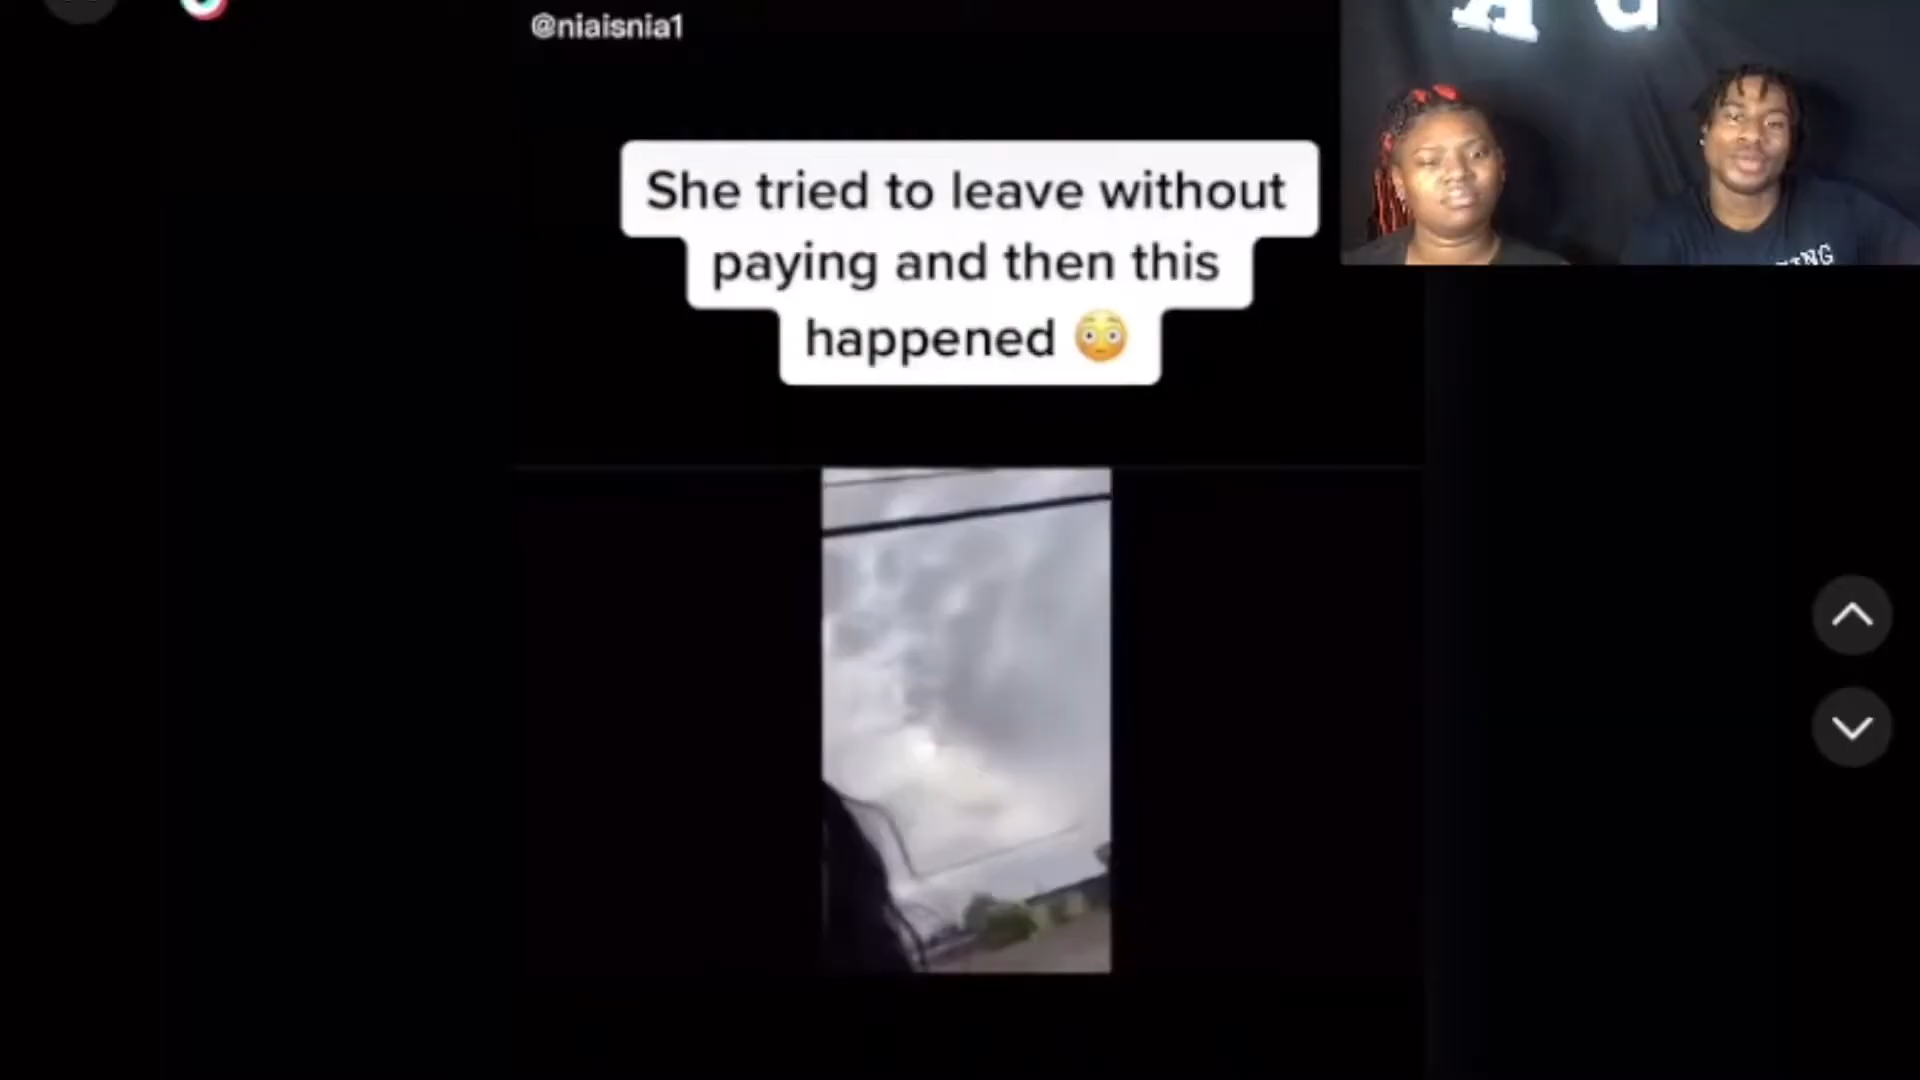 @niaisnia1
She tried to leave without
paying and then this
happened 😳